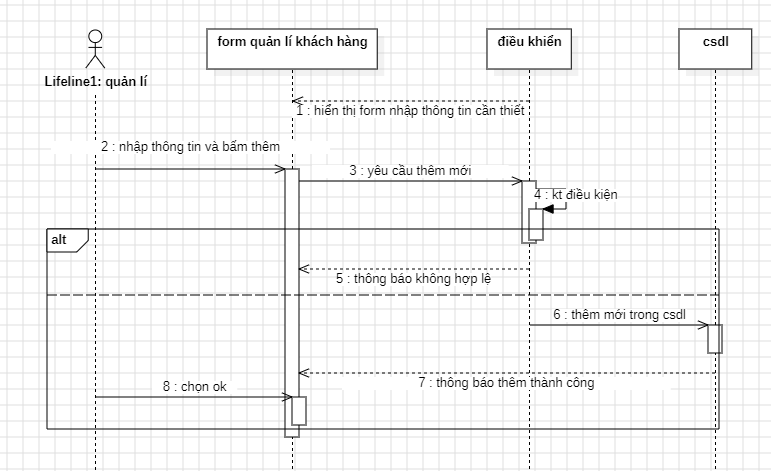 form quản lí khách hàng
điều khiển
csdl
Lifeline1: quản lí
1 : hiển thị form nhập thông tin cần thiết
2 : nhập thông tin và bấm thêm
3 : yêu cầu thêm mới
4 : kt điều kiện
alt
5 : thông báo không hợp lệ
6 : thêm mới trong csdl
7 : thông báo thêm thành công
8 : chọn ok